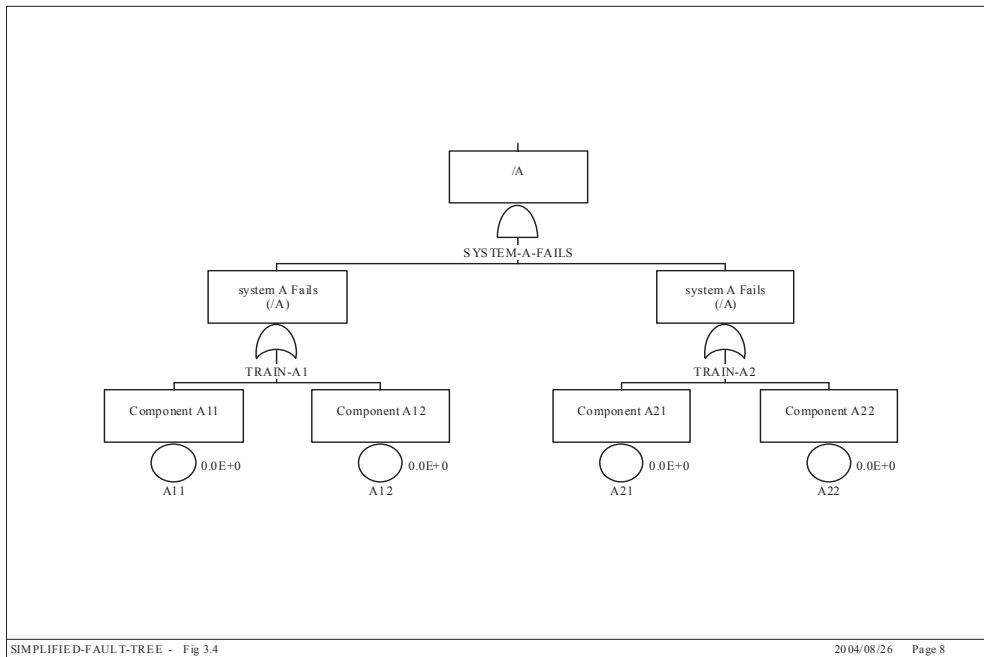 /A
SYSTEM-A-FAILS
system A Fails
(/A)
system A Fails
(/A)
TRAIN-A1
TRAIN-A2
Component A11
Component A12
Component A21
Component A22
0.0E+0
0.0E+0
0.0E+0
0.0E+0
A11
A12
A21
A22
SIMPLIFIED-FAULT-TREE - Fig 3.4
2004/08/26 Page 8